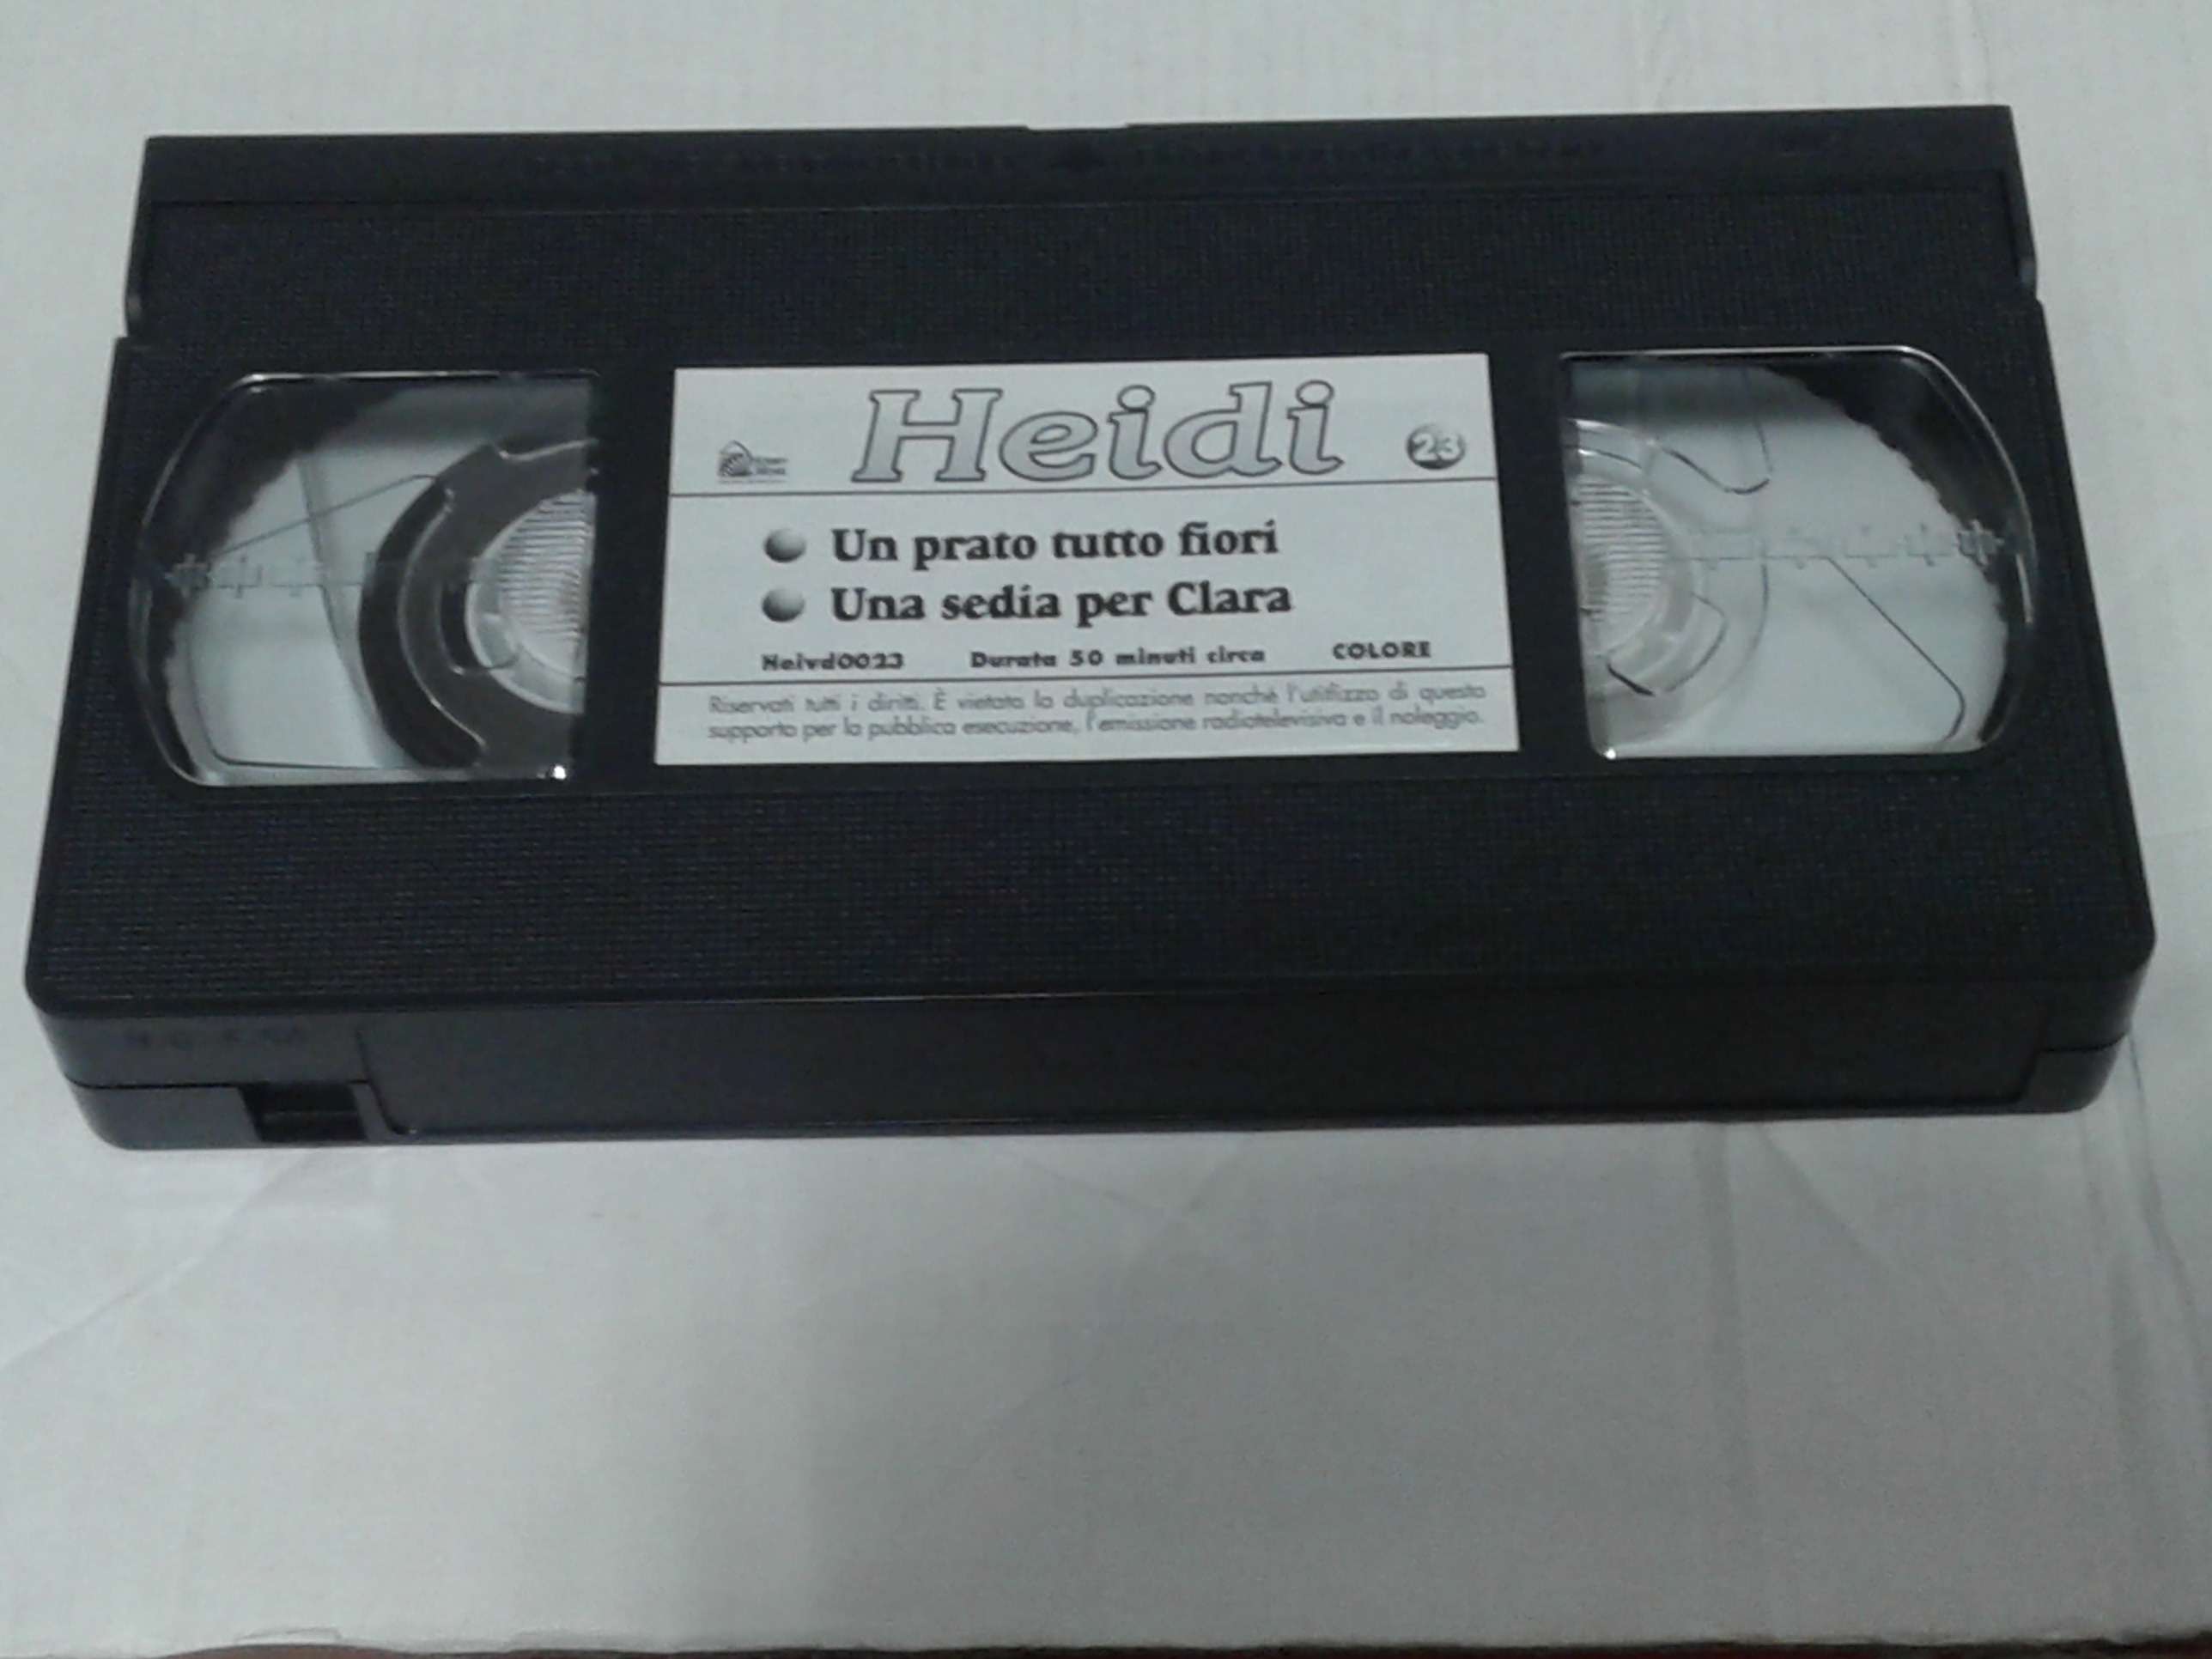 Heidi
23
Un prato tutto fiori
Una sedia per Clara
Heivd0023 Durata 50 minuti circa COLORE
Riservati tutti i diritti. È vietata la duplicazione nonché l'utilizzo di questo
supporto per la pubblica esecuzione, l'emissione radiotelevisiva e il noleggio.